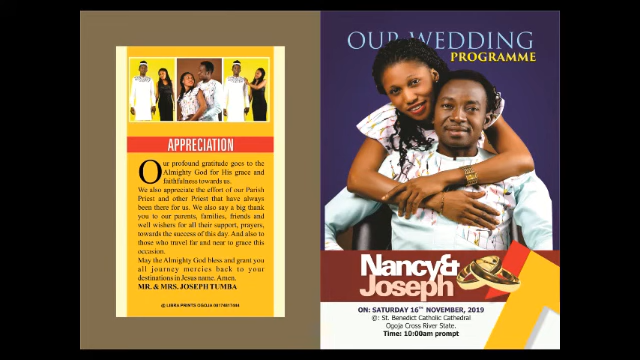 APPRECIATION
Our profound gratitude goes to the
Almighty God for His grace and
faithfulness towards us.
We also appreciate the effort of our Parish
Priest and other Priest that have always
been there for us. We also say a big thank
you to our parents, families, friends and
well wishers for all their support, prayers,
towards the success of this day. And also to
those who travel far and near to grace this
occasion.
May the Almighty God bless and grant you
all journey mercies back to your
destinations in Jesus name. Amen.
MR. & MRS. JOSEPH TUMBA
OUR WEDDING
PROGRAMME
Nancy&
Joseph
ON: SATURDAY 16TH NOVEMBER, 2019
@: St. Benedict Catholic Cathedral
Opoja Cross River State.
Time: 10:00am prompt